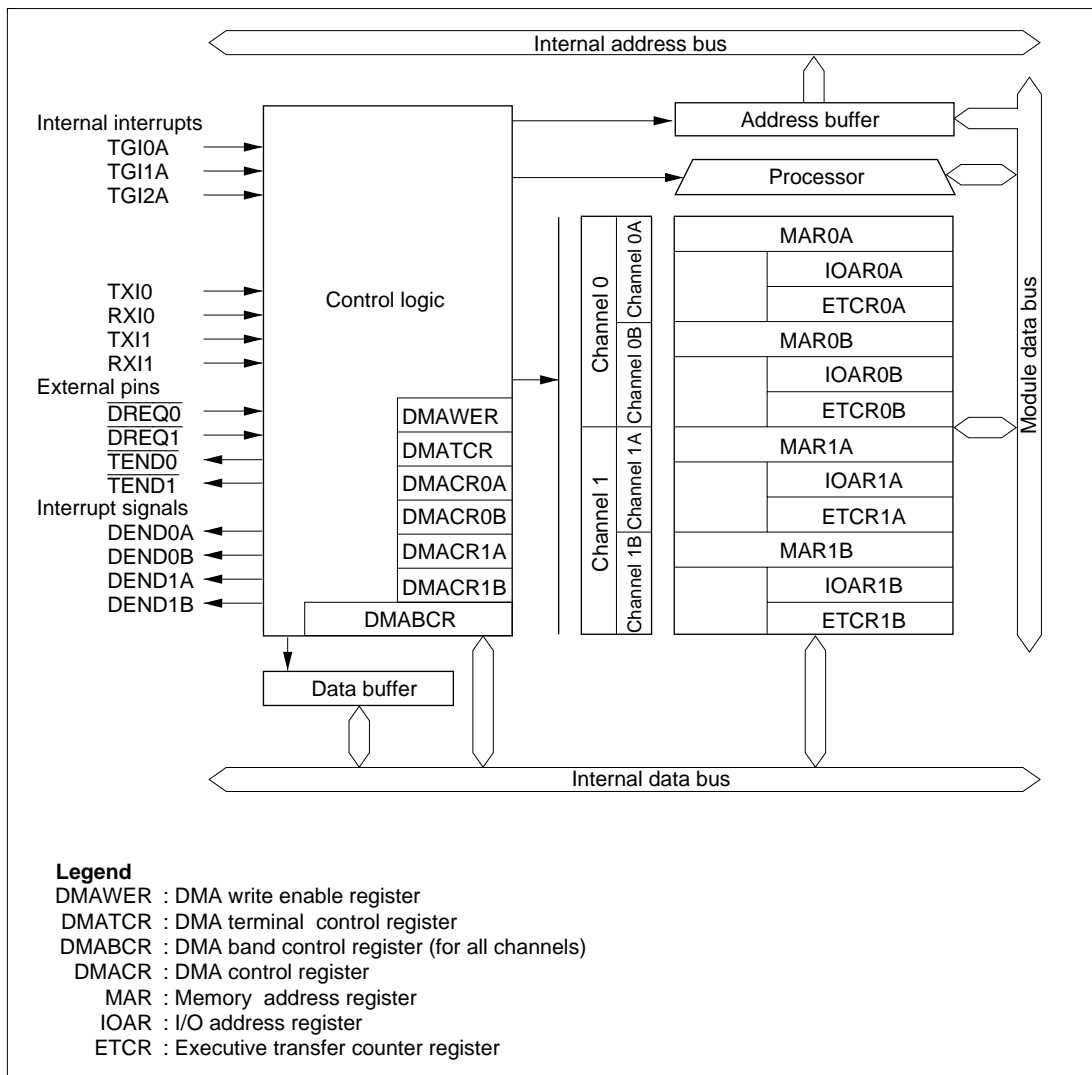 Internal address bus
Internal interrupts
TGI0A
TGI1A
TGI2A
TXI0
RXI0
TXI1
RXI1
External pins
DREQ0
DREQ1
TEND0
TEND1
Interrupt signals
DEND0A
DEND0B
DEND1A
DEND1B
Control logic
DMAWER
DMATCR
DMACR0A
DMACR0B
DMACR1A
DMACR1B
DMABCR
Data buffer
Address buffer
Processor
Channel 0
Channel 0A
Channel 0B
Channel 1
Channel 1A
Channel 1B
MAR0A
IOAR0A
ETCR0A
MAR0B
IOAR0B
ETCR0B
MAR1A
IOAR1A
ETCR1A
MAR1B
IOAR1B
ETCR1B
Module data bus
Internal data bus
Legend
DMAWER : DMA write enable register
DMATCR : DMA terminal control register
DMABCR : DMA band control register (for all channels)
DMACR : DMA control register
MAR : Memory address register
IOAR : I/O address register
ETCR : Executive transfer counter register